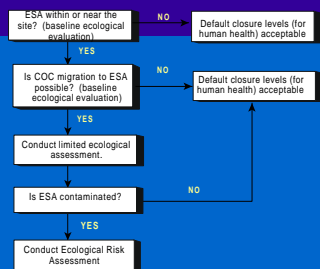 ESA within or near the
site? (baseline ecological
evaluation)
NO
Default closure levels (for
human health) acceptable
YES
Is COC migration to ESA
possible? (baseline
ecological evaluation)
NO
Default closure levels (for
human health) acceptable
YES
Conduct limited ecological
assessment.
Is ESA contaminated?
NO
YES
Conduct Ecological Risk
Assessment